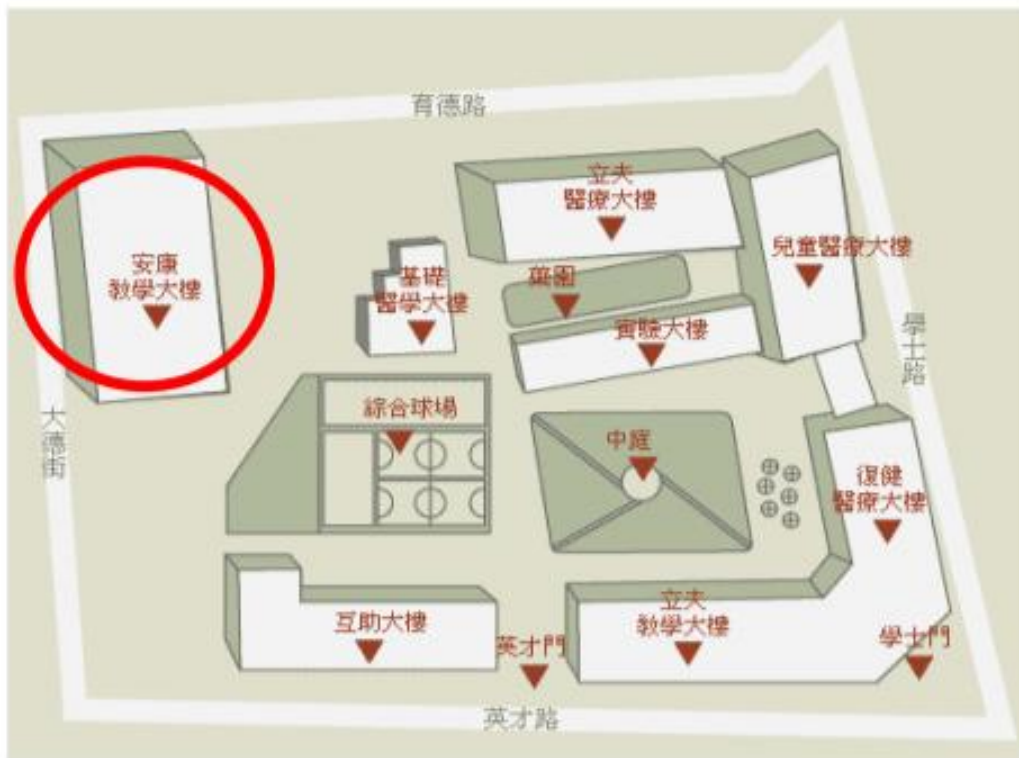 育德路
立夫
醫療大樓
兒童醫療大樓
安康
教學大樓
基礎
醫學大樓
藥園
實驗大樓
學士路
大德街
綜合球場
中庭
復健
醫療大樓
互助大樓
英才門
立夫
教學大樓
學士門
英才路